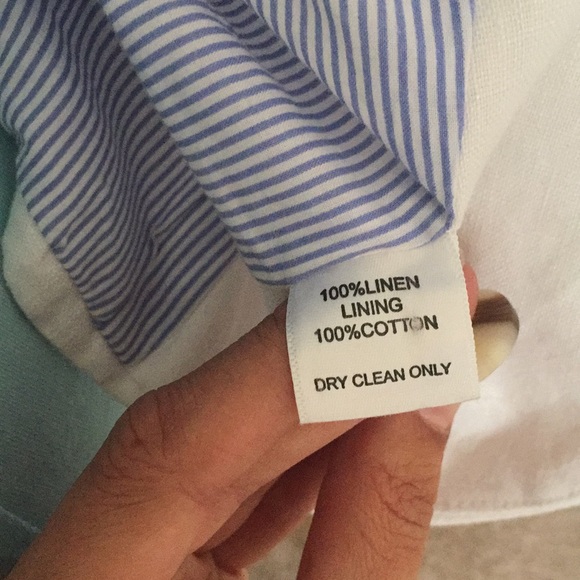 100%LINEN
LINING
100%COTTON
DRY CLEAN ONLY